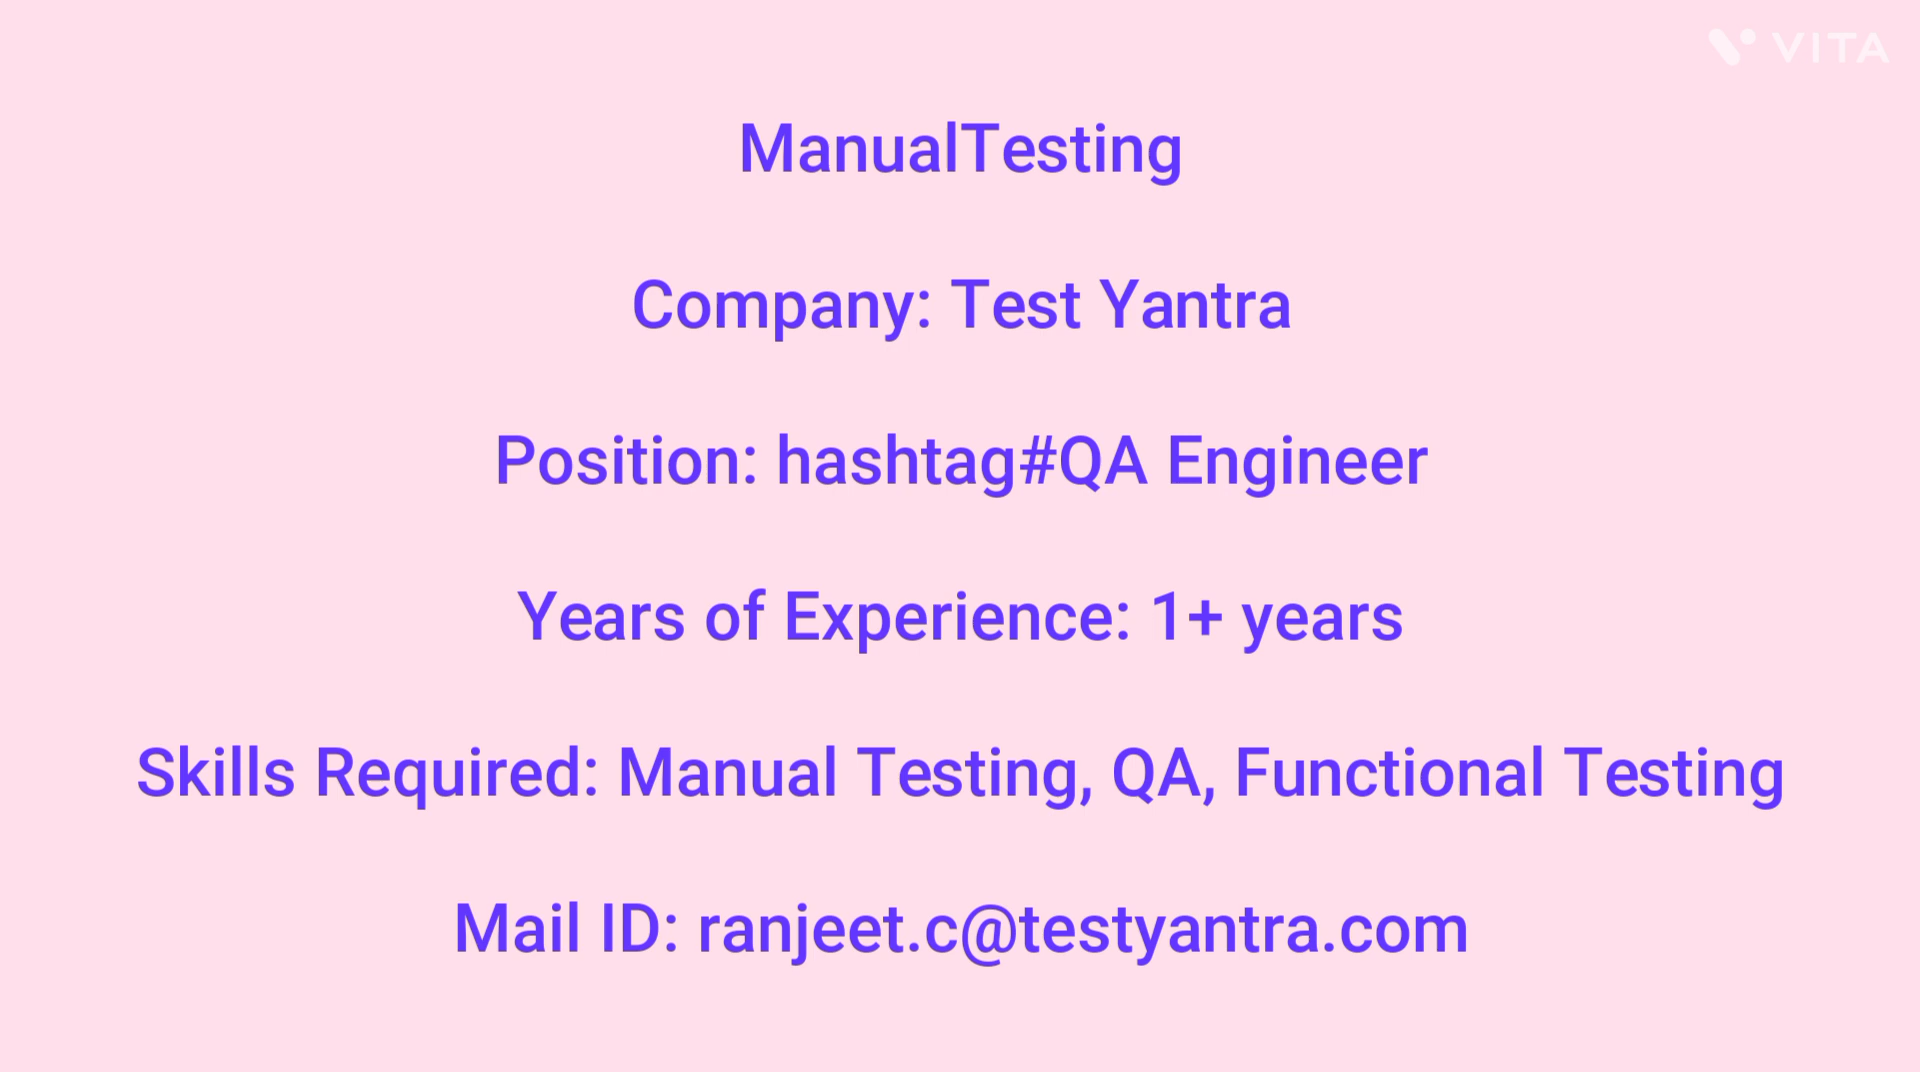 VITA
ManualTesting
Company: Test Yantra
Position: hashtag#QA Engineer
Years of Experience: 1+ years
Skills Required: Manual Testing, QA, Functional Testing
Mail ID: ranjeet.c@testyantra.com